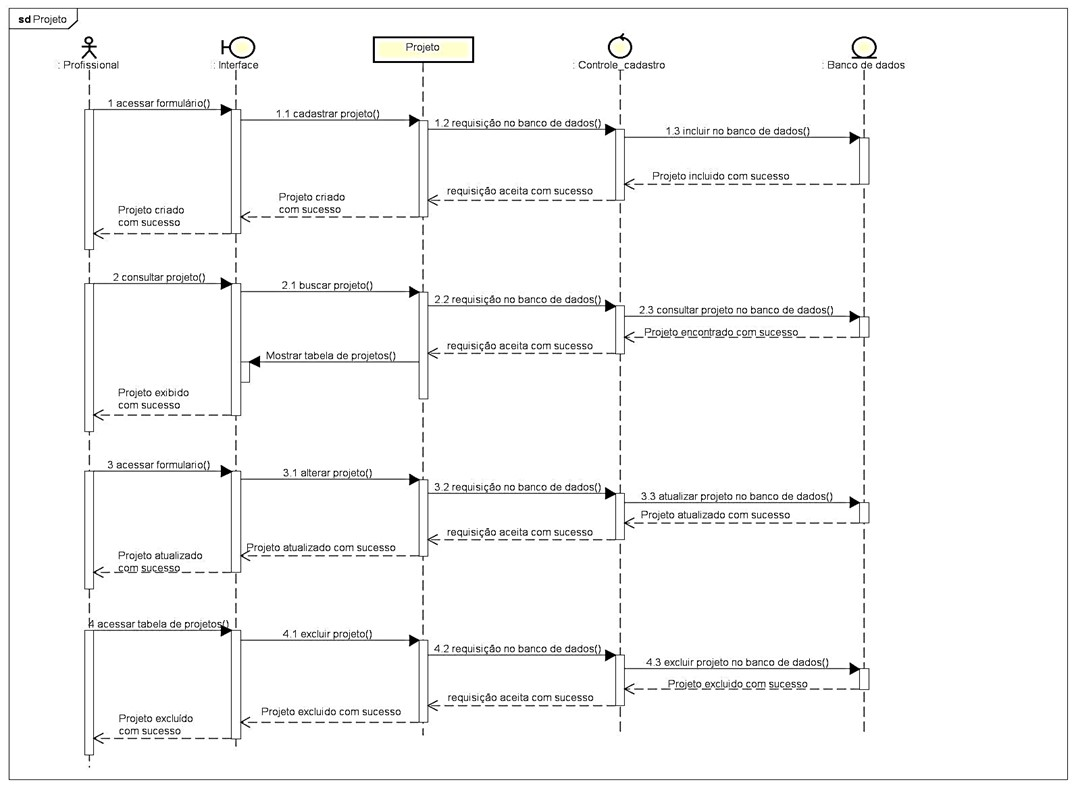 sd Projeto
: Profissional
: Interface
Projeto
: Controle_cadastro
: Banco de dados
1 acessar formulário()
1.1 cadastrar projeto()
1.2 requisição no banco de dados()
1.3 incluir no banco de dados()
Projeto incluido com sucesso
requisição aceita com sucesso
Projeto criado
com sucesso
Projeto criado
com sucesso
2 consultar projeto()
2.1 buscar projeto()
2.2 requisição no banco de dados()
2.3 consultar projeto no banco de dados()
Projeto encontrado com sucesso
requisição aceita com sucesso
Mostrar tabela de projetos()
Projeto exibido
com sucesso
3 acessar formulario()
3.1 alterar projeto()
3.2 requisição no banco de dados()
3.3 atualizar projeto no banco de dados()
Projeto atualizado com sucesso
requisição aceita com sucesso
Projeto atualizado com sucesso
Projeto atualizado
com sucesso
4 acessar tabela de projetos()
4.1 excluir projeto()
4.2 requisição no banco de dados()
4.3 excluir projeto no banco de dados()
Projeto excluido com sucesso
requisição aceita com sucesso
Projeto excluido com sucesso
Projeto excluído
com sucesso